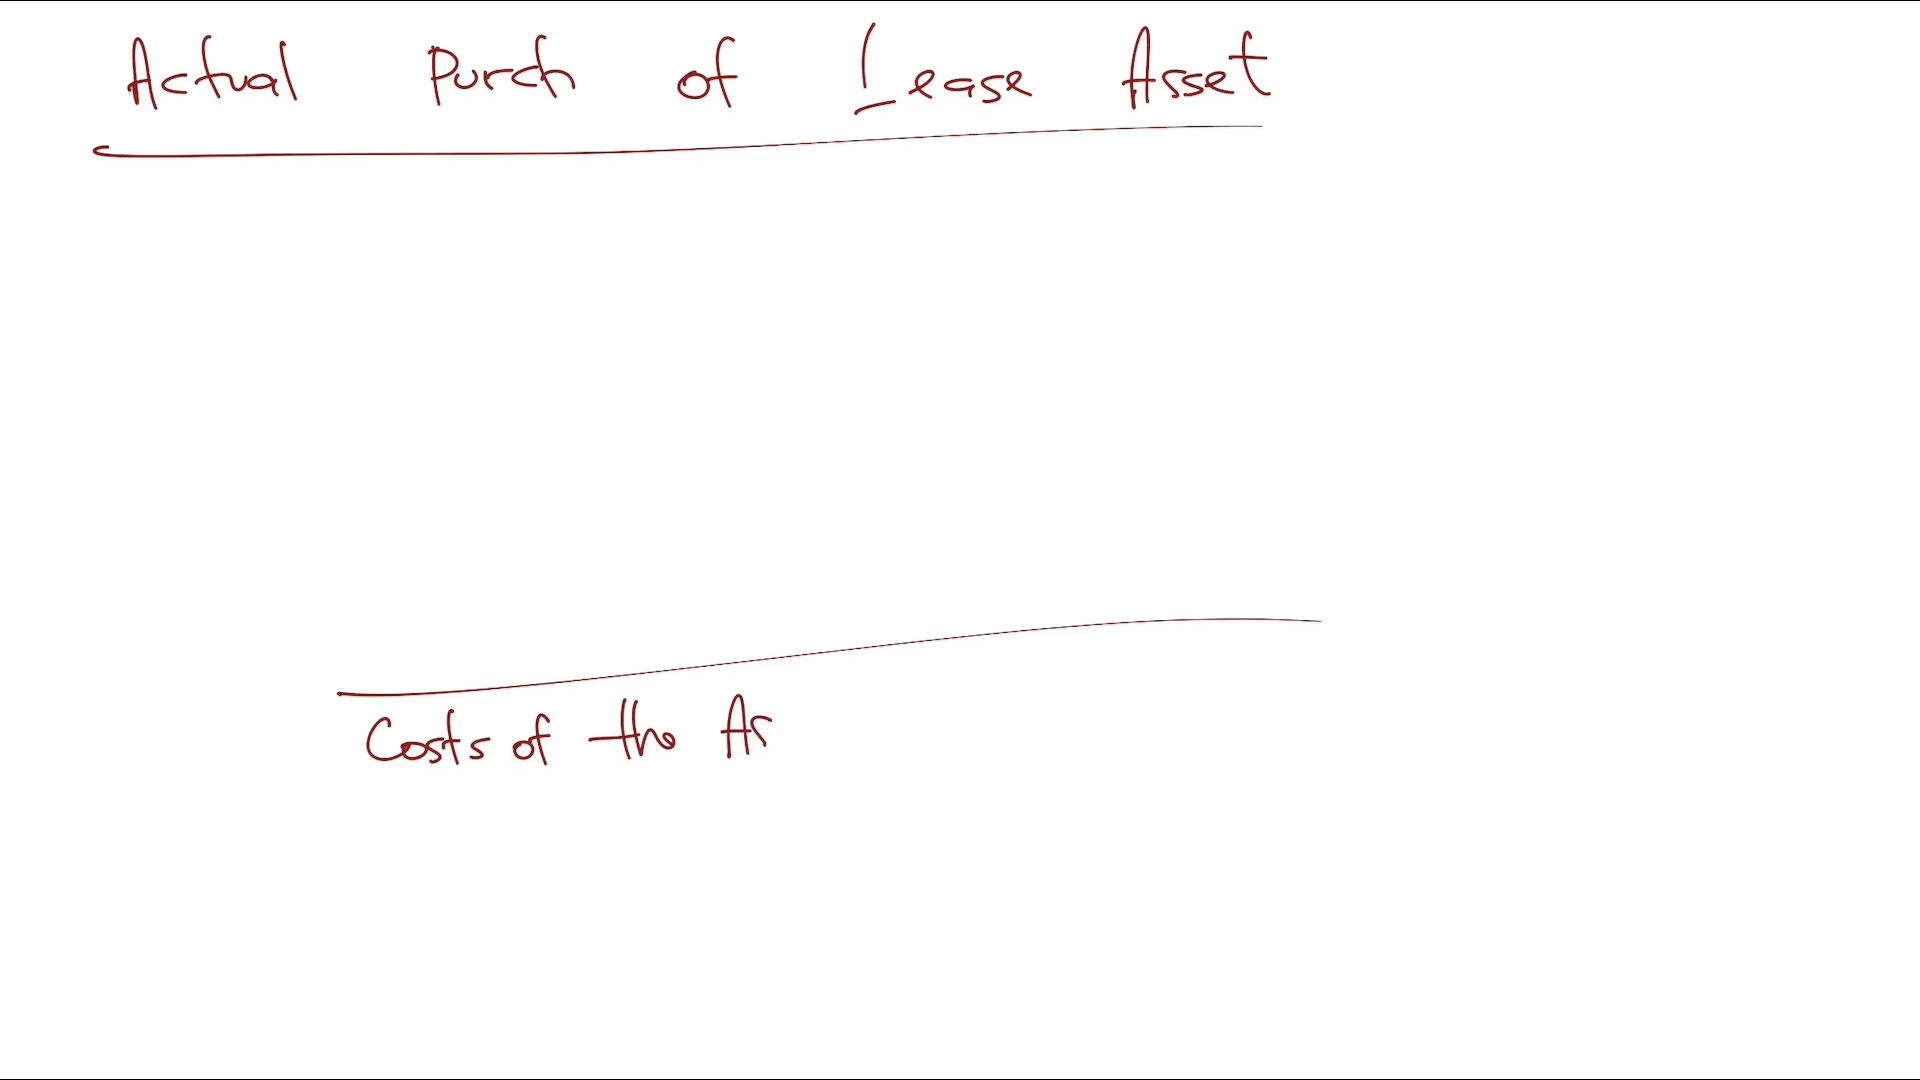 Actual Purch of Lease Asset
Costs of the As